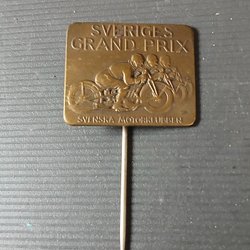 SVERIGES
GRAND PRIX
SVENSKA MOTORKLUBBEN